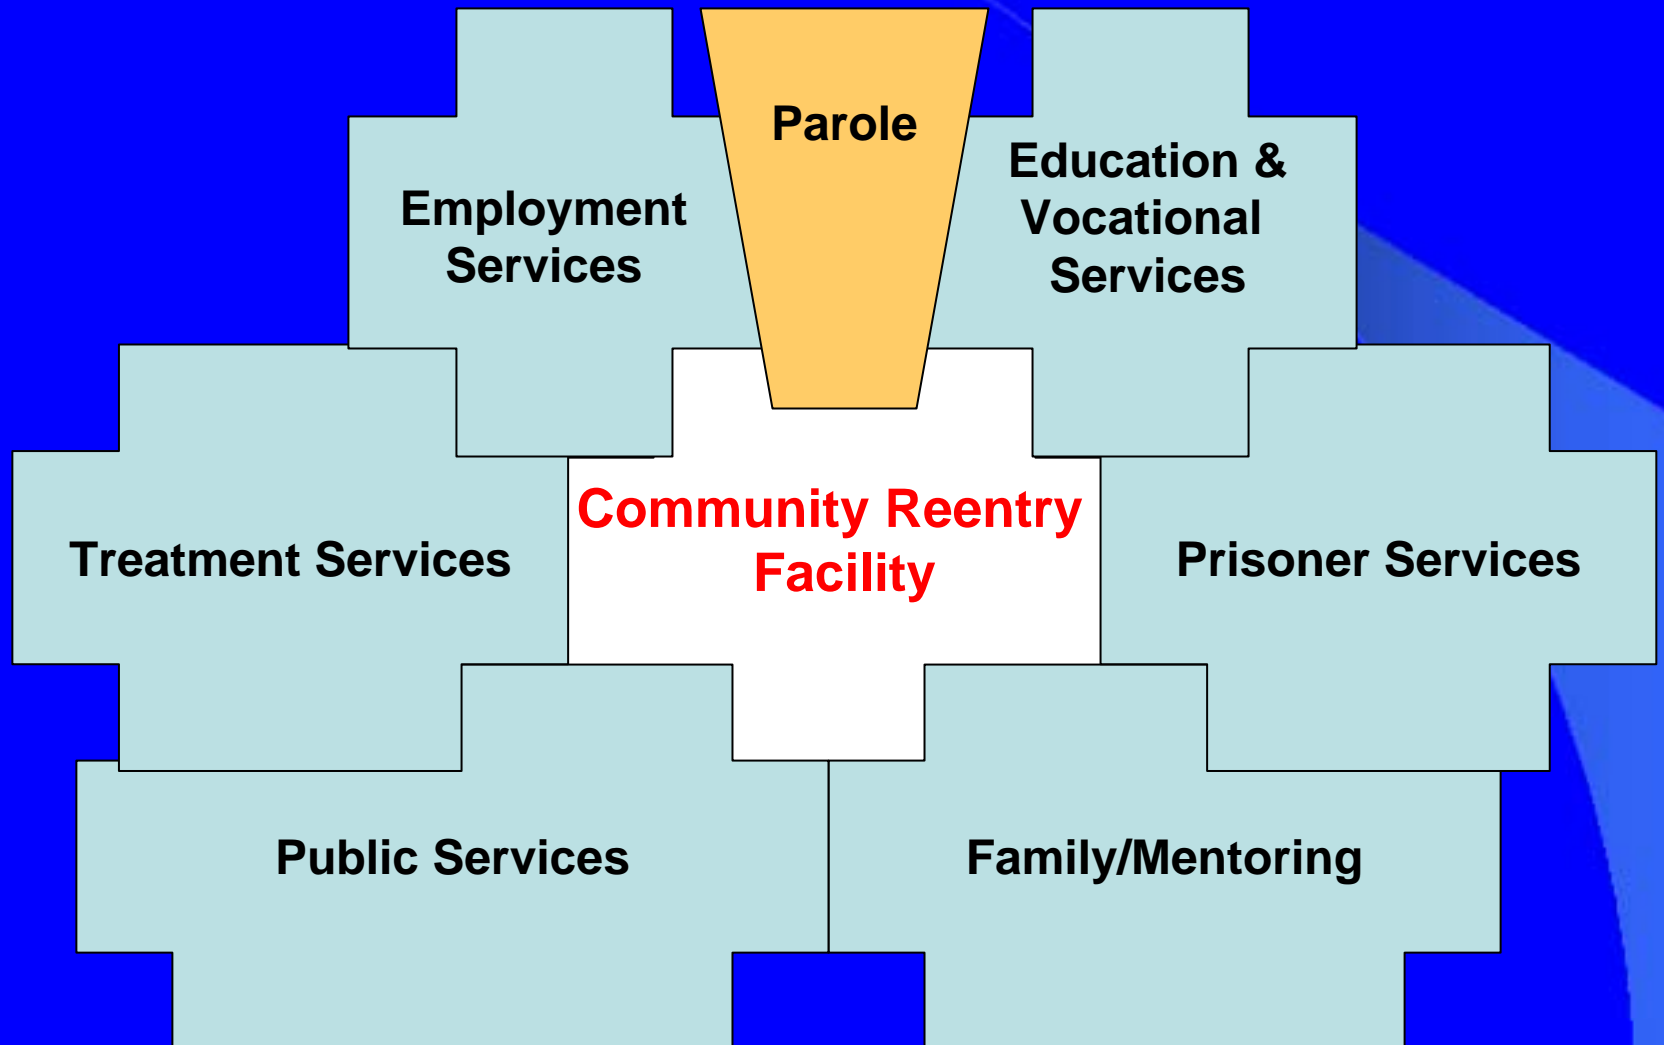 Parole
Employment
Services
Education &
Vocational
Services
Treatment Services
Community Reentry
Facility
Prisoner Services
Public Services
Family/Mentoring